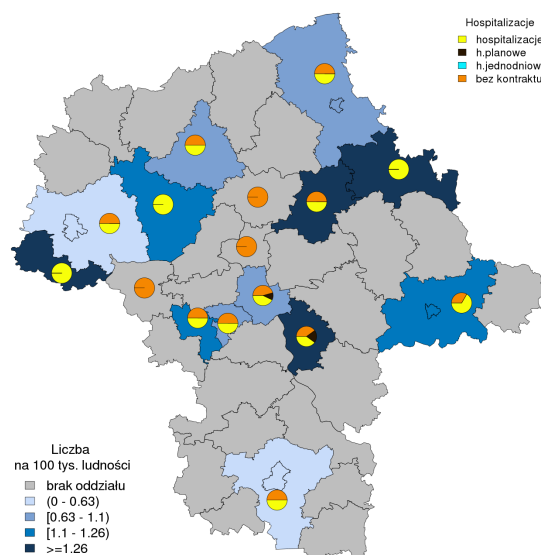 Hospitalizacje
hospitalizacje
h.planowe
h.jednodniow
bez kontraktu
Liczba
na 100 tys. ludności
brak oddziału
(0 - 0.63)
[0.63 - 1.1)
[1.1 - 1.26)
>=1.26